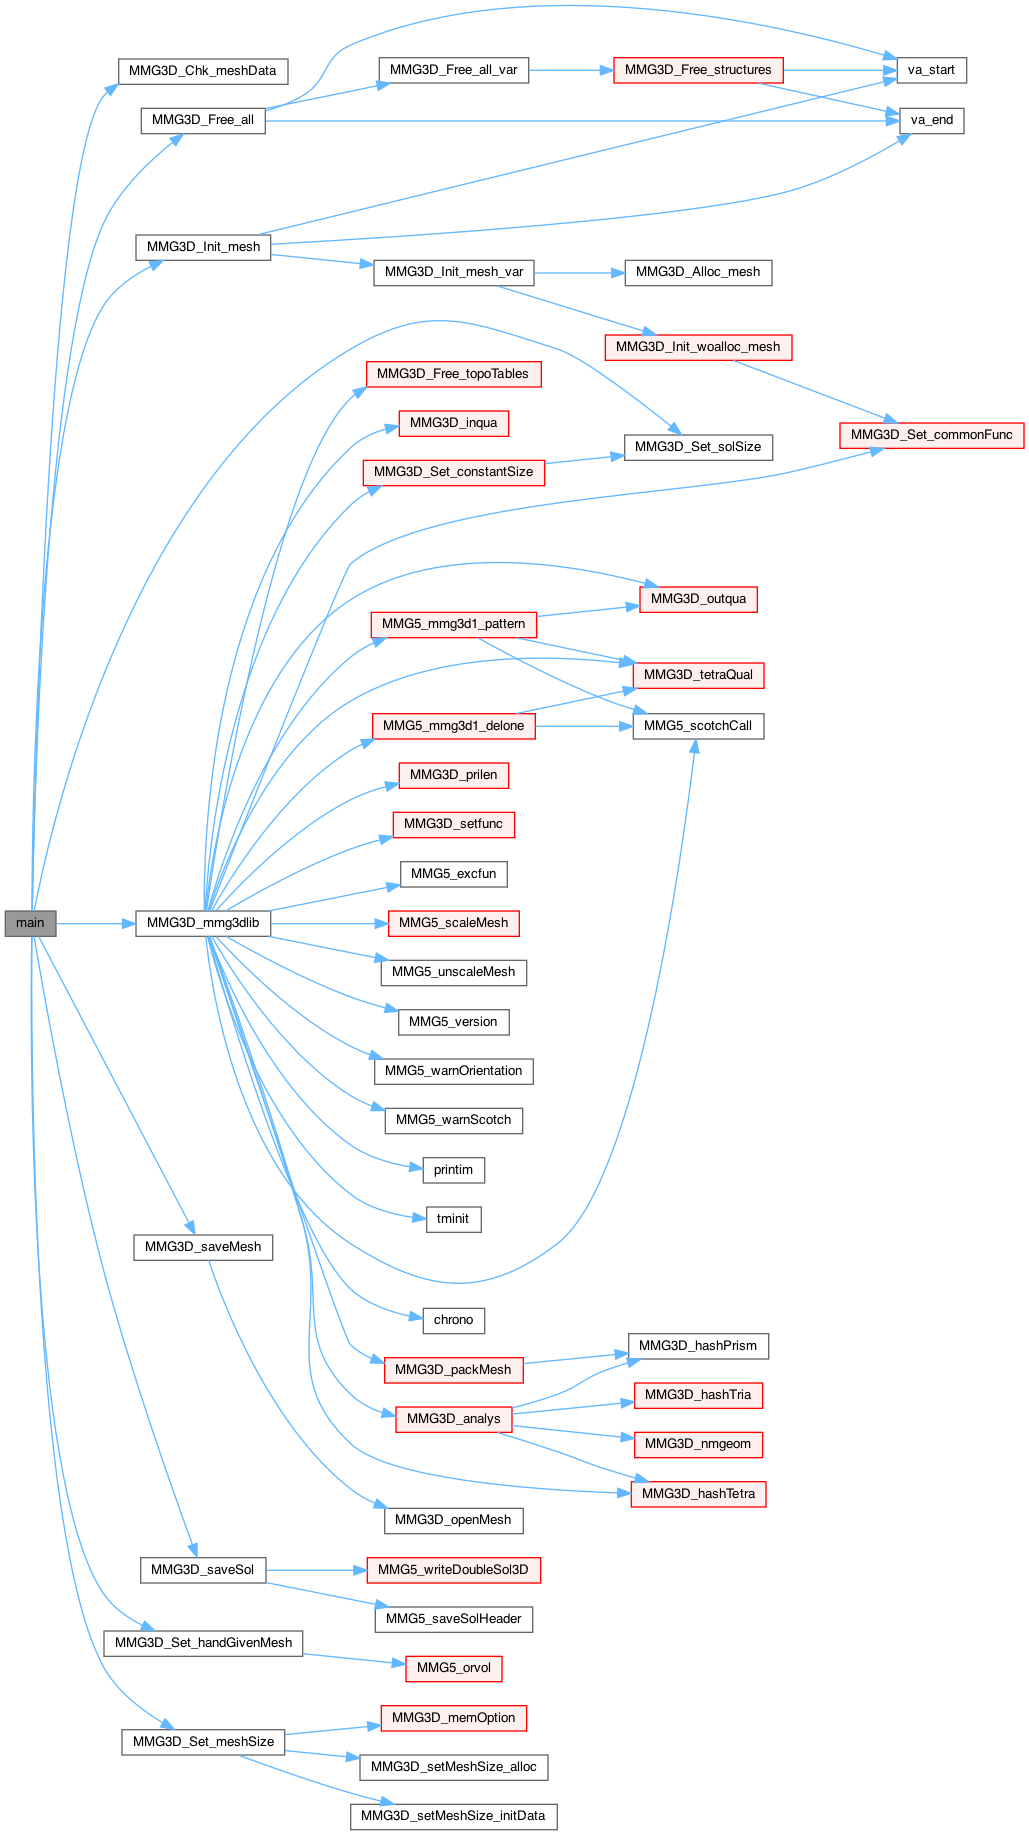 MMG3D_Chk_meshData
MMG3D_Free_all_var
MMG3D_Free_structures
va_start
MMG3D_Free_all
va_end
MMG3D_Init_mesh
MMG3D_Init_mesh_var
MMG3D_Alloc_mesh
MMG3D_Init_woalloc_mesh
MMG3D_Free_topoTables
MMG3D_inqua
MMG3D_Set_commonFunc
MMG3D_Set_solSize
MMG3D_Set_constantSize
MMG3D_outqua
MMG5_mmg3d1_pattern
MMG3D_tetraQual
MMG5_mmg3d1_delone
MMG5_scotchCall
MMG3D_prilen
MMG3D_setfunc
MMG5_excfun
main
MMG3D_mmg3dlib
MMG5_scaleMesh
MMG5_unscaleMesh
MMG5_version
MMG5_warnOrientation
MMG5_warnScotch
printim
tminit
MMG3D_saveMesh
chrono
MMG3D_hashPrism
MMG3D_packMesh
MMG3D_hashTria
MMG3D_analys
MMG3D_nmgeom
MMG3D_hashTetra
MMG3D_openMesh
MMG3D_saveSol
MMG5_writeDoubleSol3D
MMG5_saveSolHeader
MMG3D_Set_handGivenMesh
MMG5_orvol
MMG3D_memOption
MMG3D_Set_meshSize
MMG3D_setMeshSize_alloc
MMG3D_setMeshSize_initData